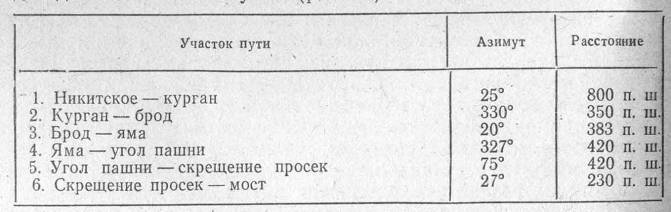 Участок пути Азимут Расстояние
1. Никитское — курган 25° 800 п. ш.
2. Курган — брод 330° 350 п. ш.
3. Брод — яма 20° 383 п. ш.
4. Яма — угол пашни 327° 420 п. ш.
5. Угол пашни — скрещение просек 75° 420 п. ш.
6. Скрещение просек — мост 27° 230 п. ш.